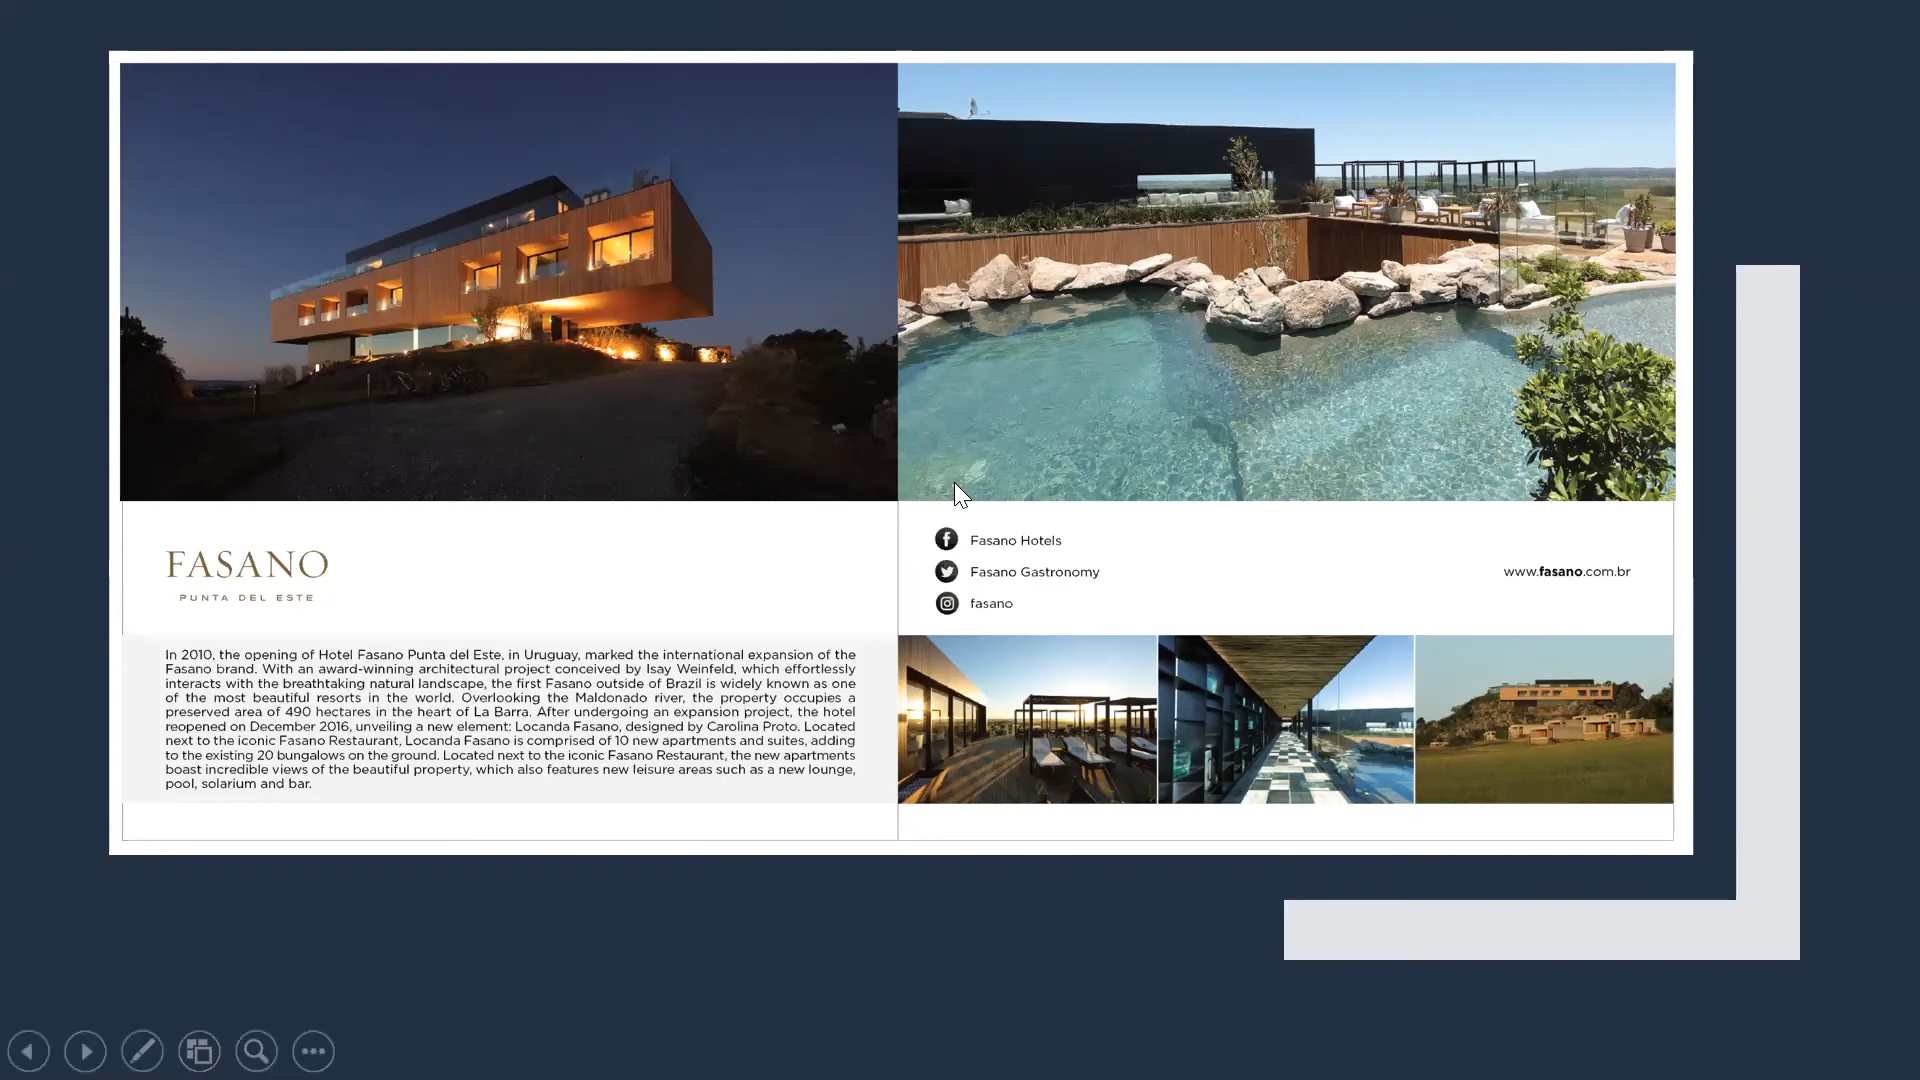 FASANO
PUNTA DEL ESTE
Fasano Hotels
Fasano Gastronomy
fasano
www.fasano.com.br
In 2010, the opening of Hotel Fasano Punta del Este, in Uruguay, marked the international expansion of the
Fasano brand. With an award-winning architectural project conceived by Isay Weinfeld, which effortlessly
interacts with the breathtaking natural landscape, the first Fasano outside of Brazil is widely known as one
of the most beautiful resorts in the world. Overlooking the Maldonado river, the property occupies a
preserved area of 490 hectares in the heart of La Barra. After undergoing an expansion project, the hotel
reopened on December 2016, unveiling a new element: Locanda Fasano, designed by Carolina Proto. Located
next to the iconic Fasano Restaurant, Locanda Fasano is comprised of 10 new apartments and suites, adding
to the existing 20 bungalows on the ground. Located next to the iconic Fasano Restaurant, the new apartments
boast incredible views of the beautiful property, which also features new leisure areas such as a new lounge,
pool, solarium and bar.